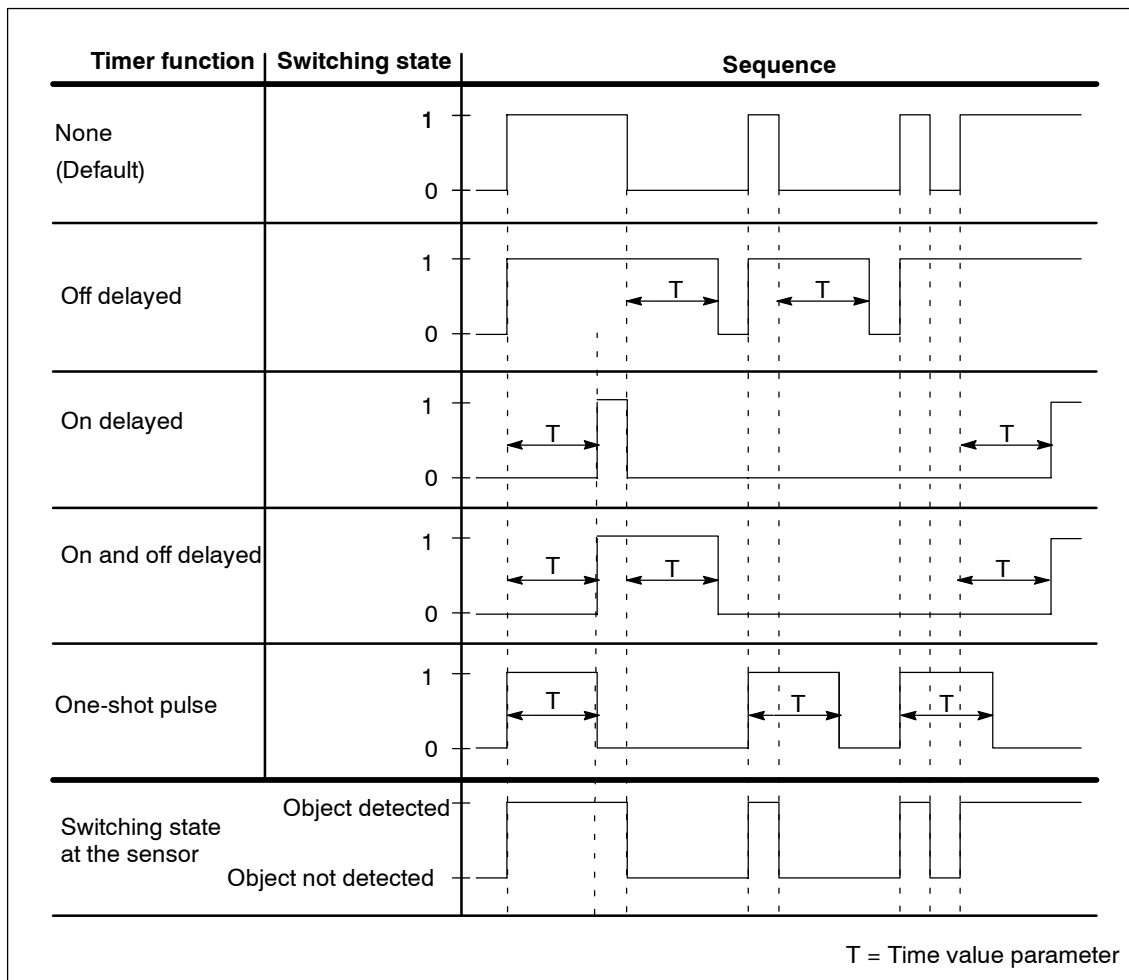 Timer function Switching state Sequence
None
(Default)
1
0
Off delayed
1
0
T T
On delayed
1
0
T T
On and off delayed
1
0
T T T
One-shot pulse
1
0
T T T
Switching state
at the sensor
Object detected
Object not detected
T = Time value parameter